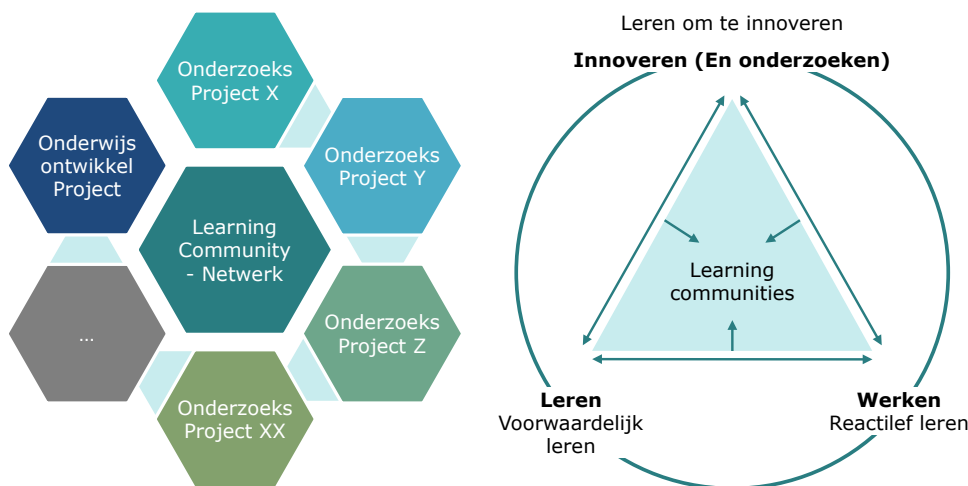 Onderzoeks
Project X
Onderwijs
ontwikkel
Project
Onderzoeks
Project Y
Learning
Community
- Netwerk
...
Onderzoeks
Project Z
Onderzoeks
Project XX
Leren om te innoveren
Innoveren (En onderzoeken)
Learning
communities
Leren
Voorwaardelijk
leren
Werken
Reactilef leren